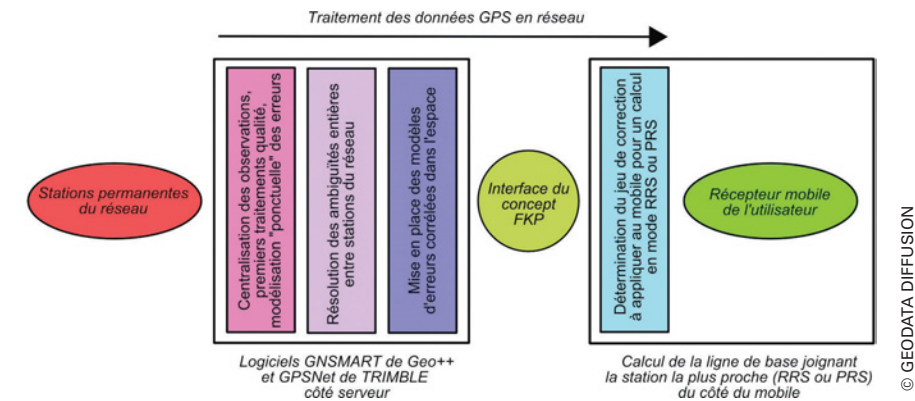 Traitement des données GPS en réseau
Stations permanentes
du réseau
Centralisation des observations,
premiers traitements qualité,
modélisation "ponctuelle" des erreurs
Résolution des ambiguïtés entières
entre stations du réseau
Mise en place des modèles
d'erreurs corrélées dans l'espace
Interface du
concept
FKP
Détermination du jeu de correction
à appliquer au mobile pour un calcul
en mode RRS ou PRS
Récepteur mobile
de l'utilisateur
Logiciels GNSMART de Geo++
et GPSNet de TRIMBLE
côté serveur
Calcul de la ligne de base joignant
la station la plus proche (RRS ou PRS)
du côté du mobile
© GEODATA DIFFUSION